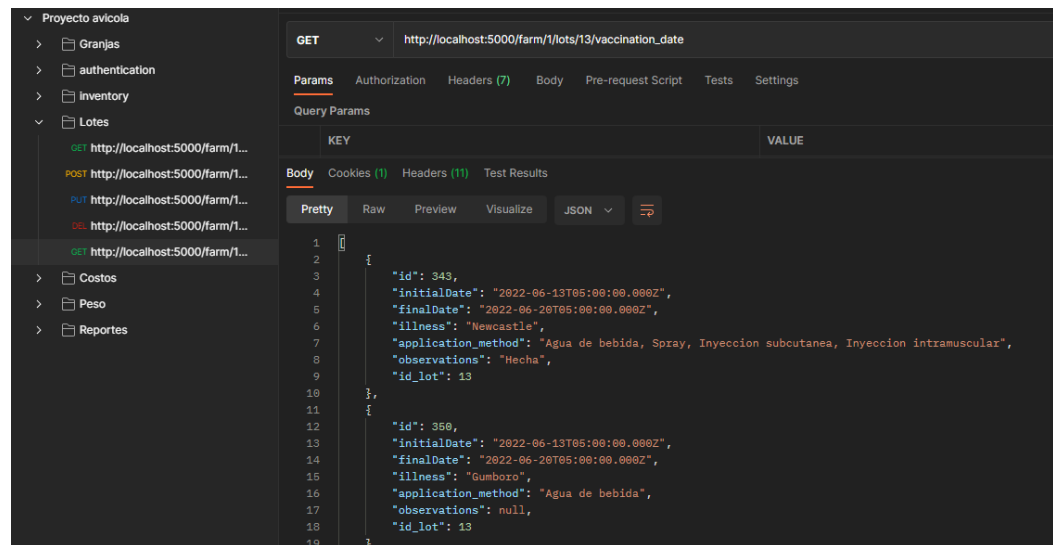 Proyecto avicola
Granjas
authentication
inventory
Lotes
GET http://localhost:5000/farm/1...
POST http://localhost:5000/farm/1...
PUT http://localhost:5000/farm/1...
DEL http://localhost:5000/farm/1...
GET http://localhost:5000/farm/1...
Costos
Peso
Reportes
GET http://localhost:5000/farm/1/lots/13/vaccination_date
Params Authorization Headers (7) Body Pre-request Script Tests Settings
Query Params
KEY VALUE
Body Cookies (1) Headers (11) Test Results
Pretty Raw Preview Visualize JSON
1 [
2 {
3 "id": 343,
4 "initialDate": "2022-06-13T05:00:00.000Z",
5 "finalDate": "2022-06-20T05:00:00.000Z",
6 "illness": "Newcastle",
7 "application_method": "Agua de bebida, Spray, Inyeccion subcutanea, Inyeccion intramuscular",
8 "observations": "Hecha",
9 "id_lot": 13
10 },
11 {
12 "id": 350,
13 "initialDate": "2022-06-13T05:00:00.000Z",
14 "finalDate": "2022-06-20T05:00:00.000Z",
15 "illness": "Gumboro",
16 "application_method": "Agua de bebida",
17 "observations": null,
18 "id_lot": 13
19 }